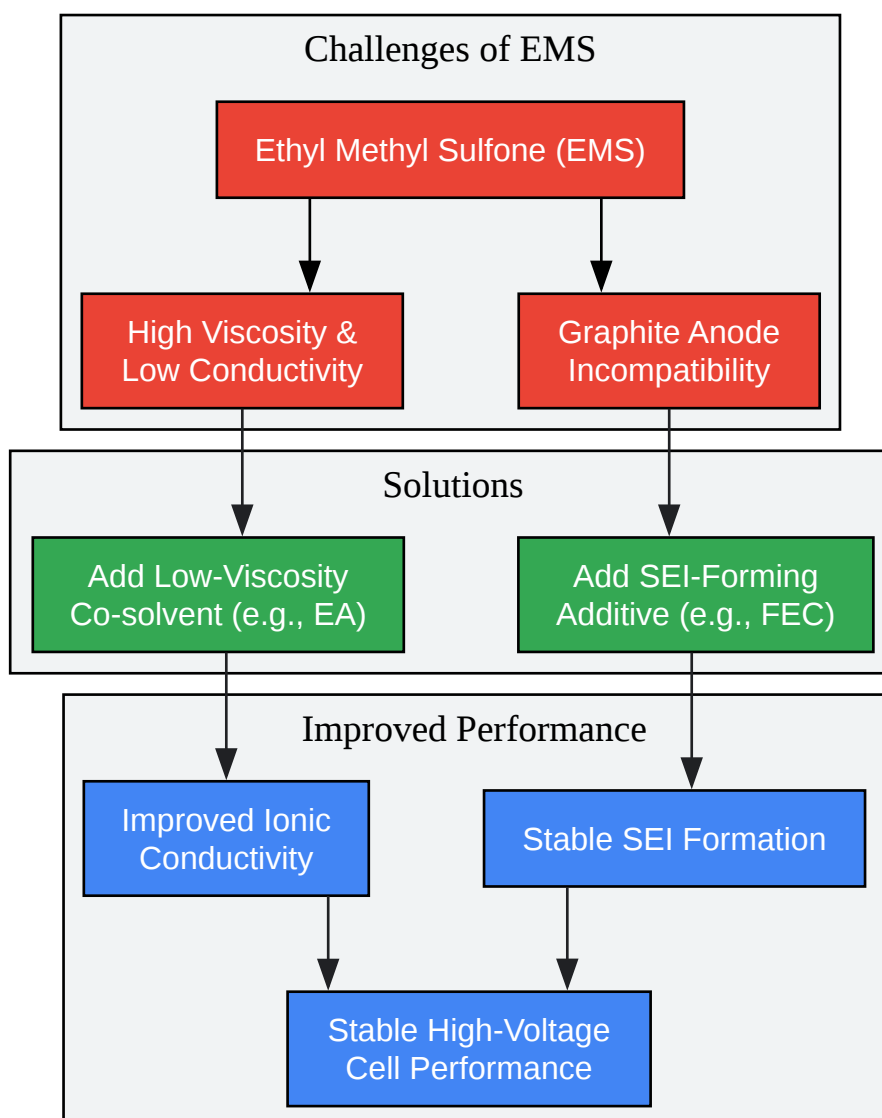 Challenges of EMS
Ethyl Methyl Sulfone (EMS)
High Viscosity &
Low Conductivity
Graphite Anode
Incompatibility
Solutions
Add Low-Viscosity
Co-solvent (e.g., EA)
Add SEI-Forming
Additive (e.g., FEC)
Improved Performance
Improved Ionic
Conductivity
Stable SEI Formation
Stable High-Voltage
Cell Performance